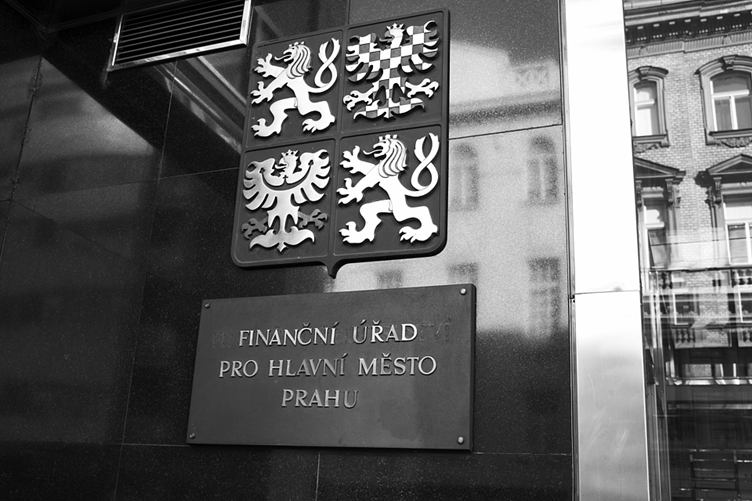 FINANČNÍ ÚŘAD
PRO HLAVNÍ MĚSTO
PRAHU